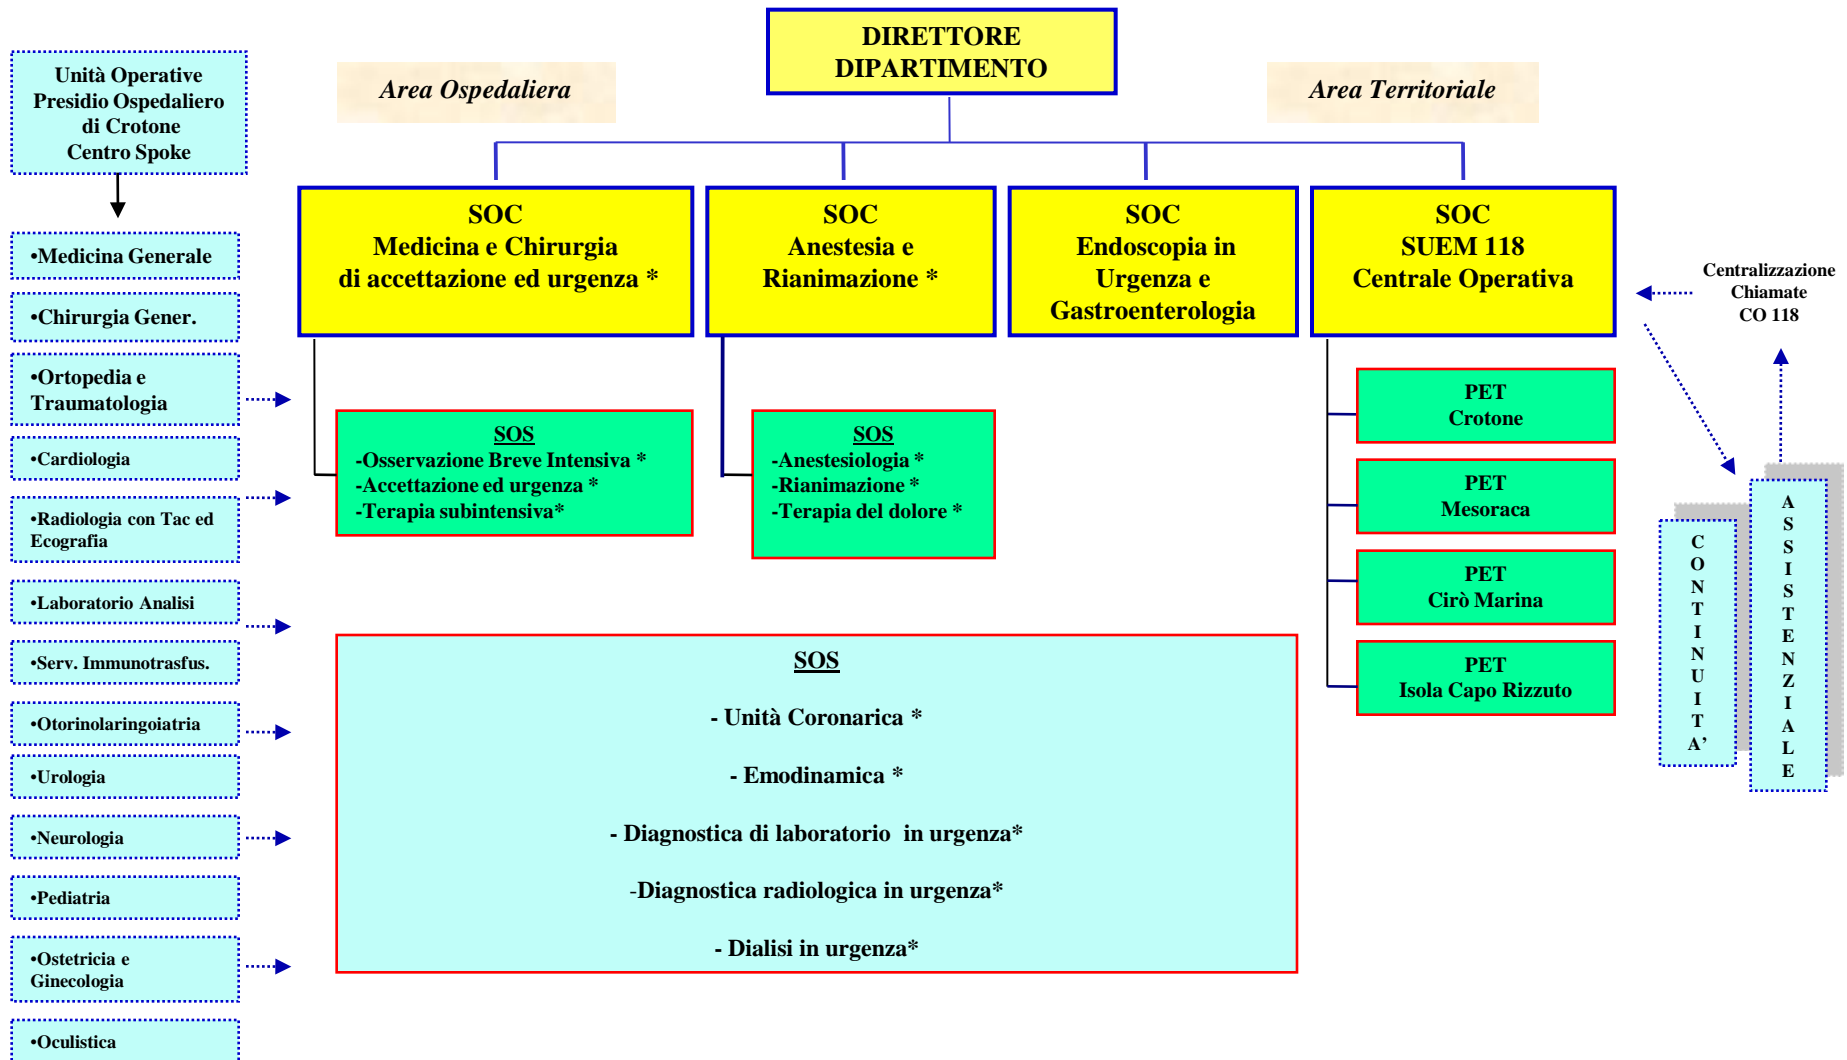 DIRETTORE
DIPARTIMENTO
Unità Operative
Presidio Ospedaliero
di Crotone
Centro Spoke
Area Ospedaliera
Area Territoriale
SOC
Medicina e Chirurgia
di accettazione ed urgenza *
SOC
Anestesia e
Rianimazione *
SOC
Endoscopia in
Urgenza e
Gastroenterologia
SOC
SUEM 118
Centrale Operativa
Centralizzazione
Chiamate
CO 118
•Medicina Generale
•Chirurgia Gener.
•Ortopedia e
Traumatologia
•Cardiologia
•Radiologia con Tac ed
Ecografia
•Laboratorio Analisi
•Serv. Immunotrasfus.
•Otorinolaringoiatria
•Urologia
•Neurologia
•Pediatria
•Ostetricia e
Ginecologia
•Oculistica
SOS
-Osservazione Breve Intensiva *
-Accettazione ed urgenza *
-Terapia subintensiva*
SOS
-Anestesiologia *
-Rianimazione *
-Terapia del dolore *
PET
Crotone
PET
Mesoraca
PET
Cirò Marina
PET
Isola Capo Rizzuto
SOS
- Unità Coronarica *
- Emodinamica *
- Diagnostica di laboratorio  in urgenza*
-Diagnostica radiologica in urgenza*
- Dialisi in urgenza*
CONTINUITA’
ASSISTENZIALE